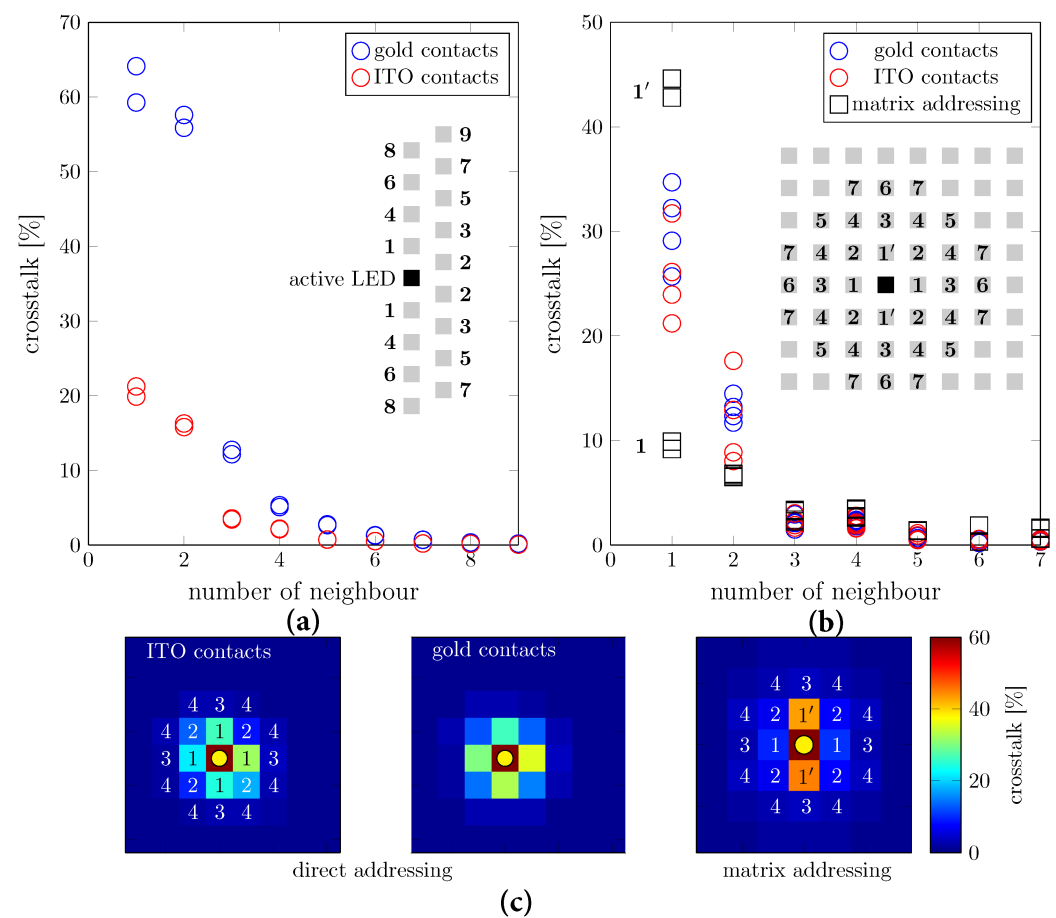 70
60
50
40
30
20
10
0
0
2
4
6
8
crosstalk [%]
number of neighbour
gold contacts
ITO contacts
9
8
7
6
5
4
3
1
2
active LED
2
1
3
4
5
6
7
8
(a)
50
40
30
20
10
0
0
1
2
3
4
5
6
7
crosstalk [%]
number of neighbour
gold contacts
ITO contacts
matrix addressing
1′
1
7 6 7
5 4 3 4 5
7 4 2 1′ 2 4 7
6 3 1 1 3 6
7 4 2 1′ 2 4 7
5 4 3 4 5
7 6 7
(b)
ITO contacts
4 3 4
4 2 1 2 4
3 1 1 3
4 2 1 2 4
4 3 4
gold contacts
direct addressing
4 3 4
4 2 1′ 2 4
3 1 1 3
4 2 1′ 2 4
4 3 4
matrix addressing
60
40
20
0
crosstalk [%]
(c)